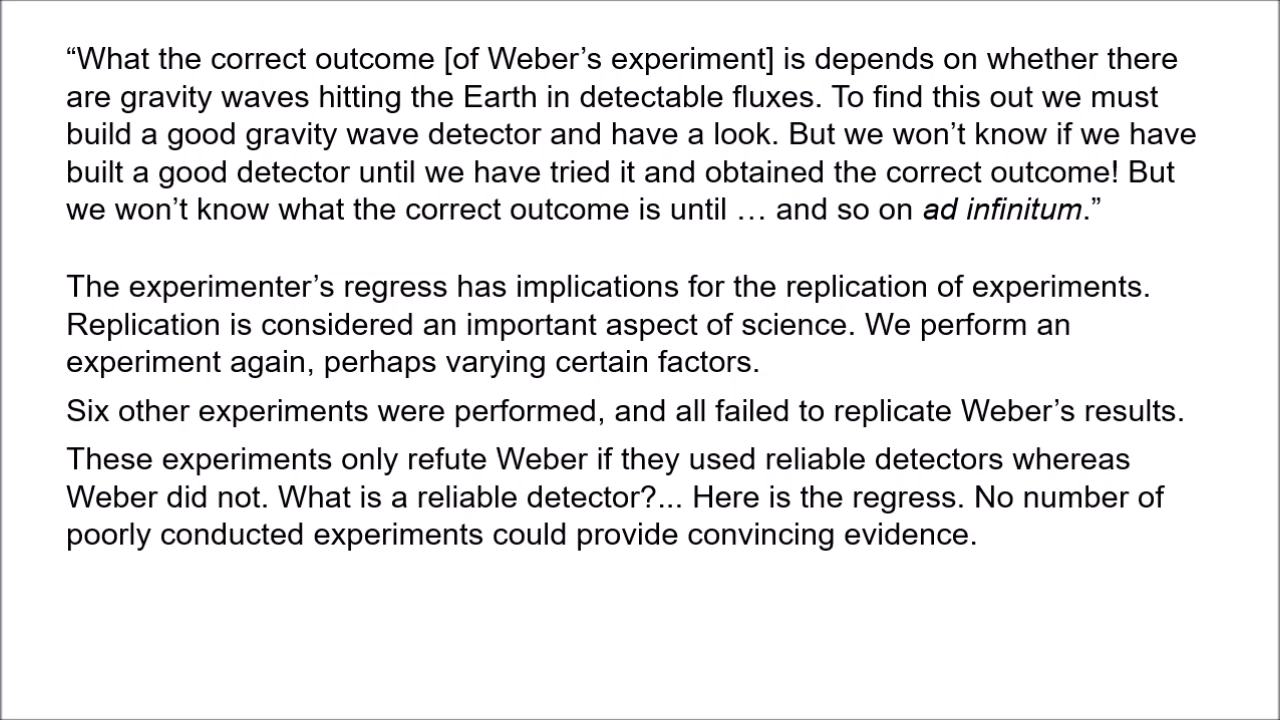 “What the correct outcome [of Weber’s experiment] is depends on whether there
are gravity waves hitting the Earth in detectable fluxes. To find this out we must
build a good gravity wave detector and have a look. But we won’t know if we have
built a good detector until we have tried it and obtained the correct outcome! But
we won’t know what the correct outcome is until … and so on ad infinitum.”
The experimenter’s regress has implications for the replication of experiments.
Replication is considered an important aspect of science. We perform an
experiment again, perhaps varying certain factors.
Six other experiments were performed, and all failed to replicate Weber’s results.
These experiments only refute Weber if they used reliable detectors whereas
Weber did not. What is a reliable detector?... Here is the regress. No number of
poorly conducted experiments could provide convincing evidence.